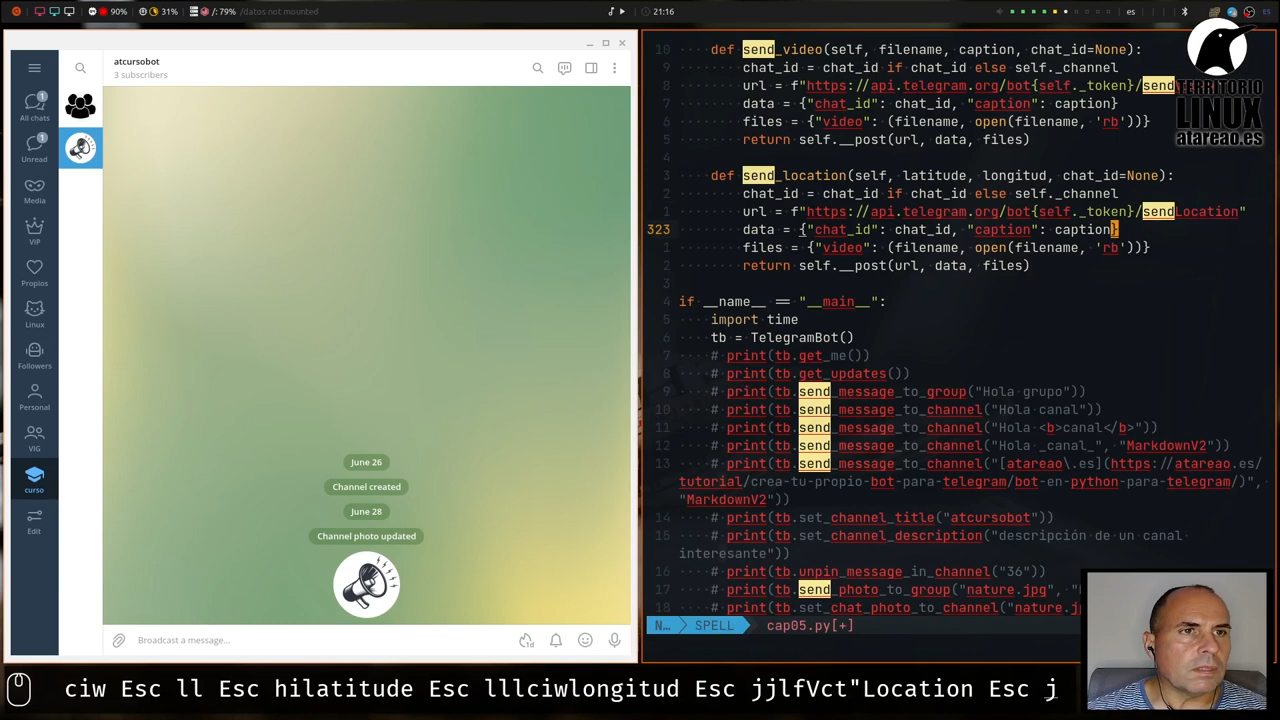 90% 31% /: 79% /datos not mounted
21:16
es ES
atcursobot
3 subscribers
1
All chats
1
Unread
Media
VIP
Propios
Linux
Followers
Personal
VIG
curso
Edit
June 26
Channel created
June 28
Channel photo updated
Broadcast a message...
1d
10 def send_video(self, filename, caption, chat_id=None):
9 chat_id = chat_id if chat_id else self._channel
8 url = f"https://api.telegram.org/bot{self._token}/send
7 data = {"chat_id": chat_id, "caption": caption}
6 files = {"video": (filename, open(filename, 'rb'))}
5 return self.__post(url, data, files)
4
3 def send_location(self, latitude, longitud, chat_id=None):
2 chat_id = chat_id if chat_id else self._channel
1 url = f"https://api.telegram.org/bot{self._token}/sendLocation"
323 data = {"chat_id": chat_id, "caption": caption}
1 files = {"video": (filename, open(filename, 'rb'))}
2 return self.__post(url, data, files)
3
4 if __name__ == "__main__":
5 import time
6 tb = TelegramBot()
7 # print(tb.get_me())
8 # print(tb.get_updates())
9 # print(tb.send_message_to_group("Hola grupo"))
10 # print(tb.send_message_to_channel("Hola canal"))
11 # print(tb.send_message_to_channel("Hola <b>canal</b>"))
12 # print(tb.send_message_to_channel("Hola _canal_", "MarkdownV2"))
13 # print(tb.send_message_to_channel("[atareao\.es](https://atareao.es/
tutorial/crea-tu-propio-bot-para-telegram/bot-en-python-para-telegram/)",
"MarkdownV2"))
14 # print(tb.set_channel_title("atcursobot"))
15 # print(tb.set_channel_description("descripción de un canal
interesante"))
16 # print(tb.unpin_message_in_channel("36"))
17 # print(tb.send_photo_to_group("nature.jpg",
18 # print(tb.set_chat_photo_to_channel("nature.jp
N… SPELL cap05.py[+]
TERRITORIO
LINUX
atareao.es
ciw Esc ll Esc hilatitude Esc lllciwlongitud Esc jjlfVct"Location Esc j